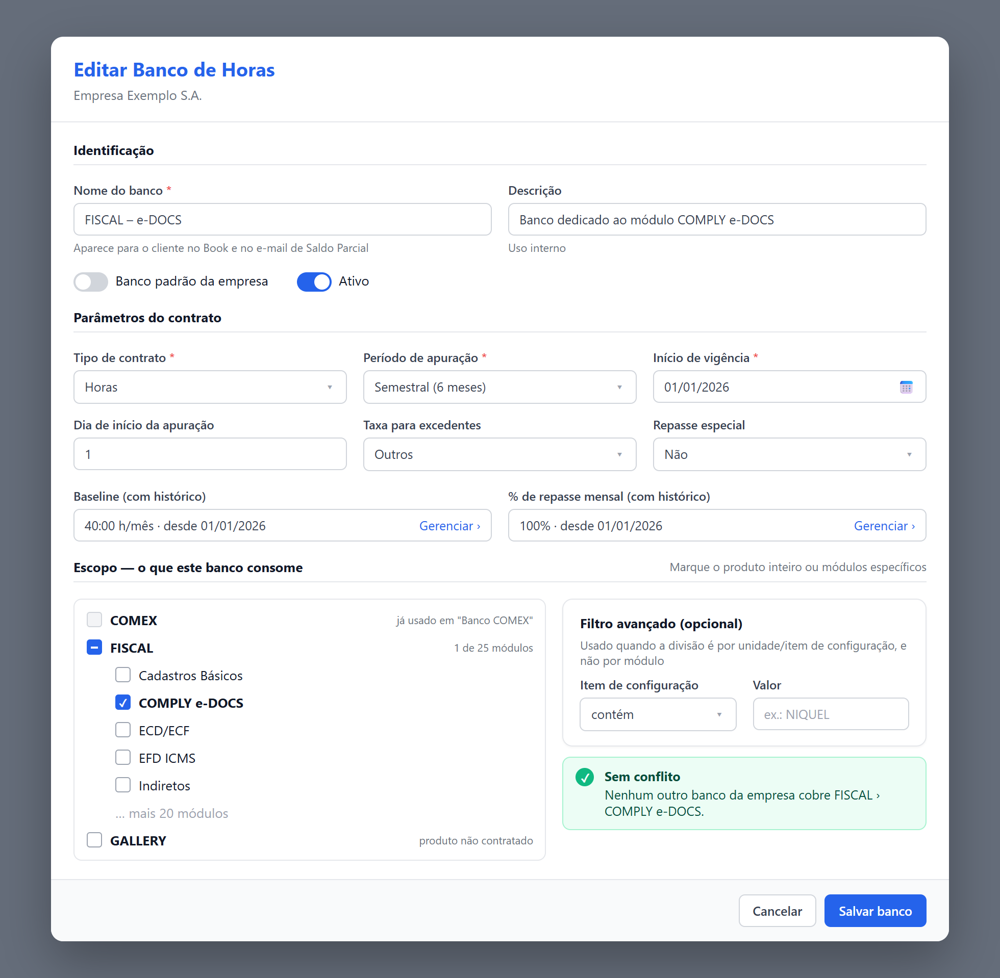 Editar Banco de Horas
Empresa Exemplo S.A.
Identificação
Nome do banco *
Descrição
FISCAL – e-DOCS
Banco dedicado ao módulo COMPLY e-DOCS
Aparece para o cliente no Book e no e-mail de Saldo Parcial
Uso interno
Banco padrão da empresa
Ativo
Parâmetros do contrato
Tipo de contrato *
Período de apuração *
Início de vigência *
Horas
Semestral (6 meses)
01/01/2026
Dia de início da apuração
Taxa para excedentes
Repasse especial
1
Outros
Não
Baseline (com histórico)
% de repasse mensal (com histórico)
40:00 h/mês · desde 01/01/2026
Gerenciar ›
100% · desde 01/01/2026
Gerenciar ›
Escopo — o que este banco consome
Marque o produto inteiro ou módulos específicos
COMEX
já usado em "Banco COMEX"
FISCAL
1 de 25 módulos
Cadastros Básicos
COMPLY e-DOCS
ECD/ECF
EFD ICMS
Indiretos
... mais 20 módulos
GALLERY
produto não contratado
Filtro avançado (opcional)
Usado quando a divisão é por unidade/item de configuração, e
não por módulo
Item de configuração
Valor
contém
ex.: NIQUEL
Sem conflito
Nenhum outro banco da empresa cobre FISCAL ›
COMPLY e-DOCS.
Cancelar
Salvar banco